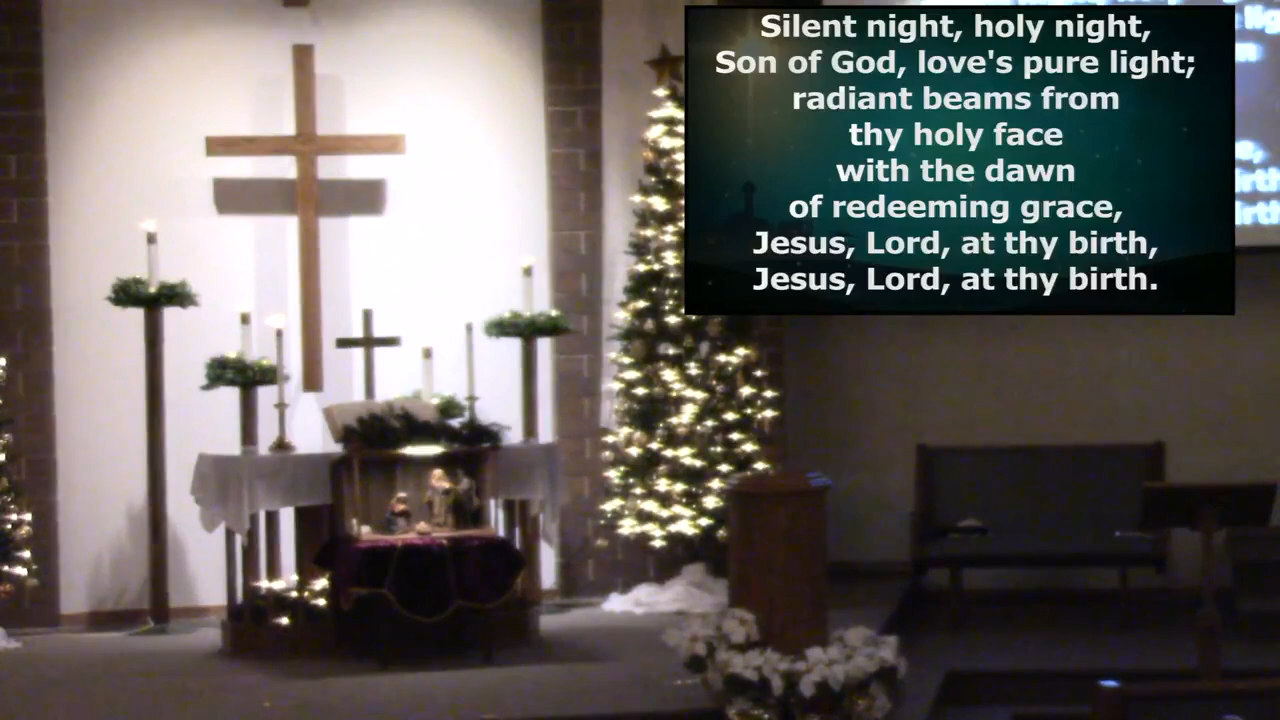 Silent night, holy night,
Son of God, love's pure light;
radiant beams from
thy holy face
with the dawn
of redeeming grace,
Jesus, Lord, at thy birth,
Jesus, Lord, at thy birth.